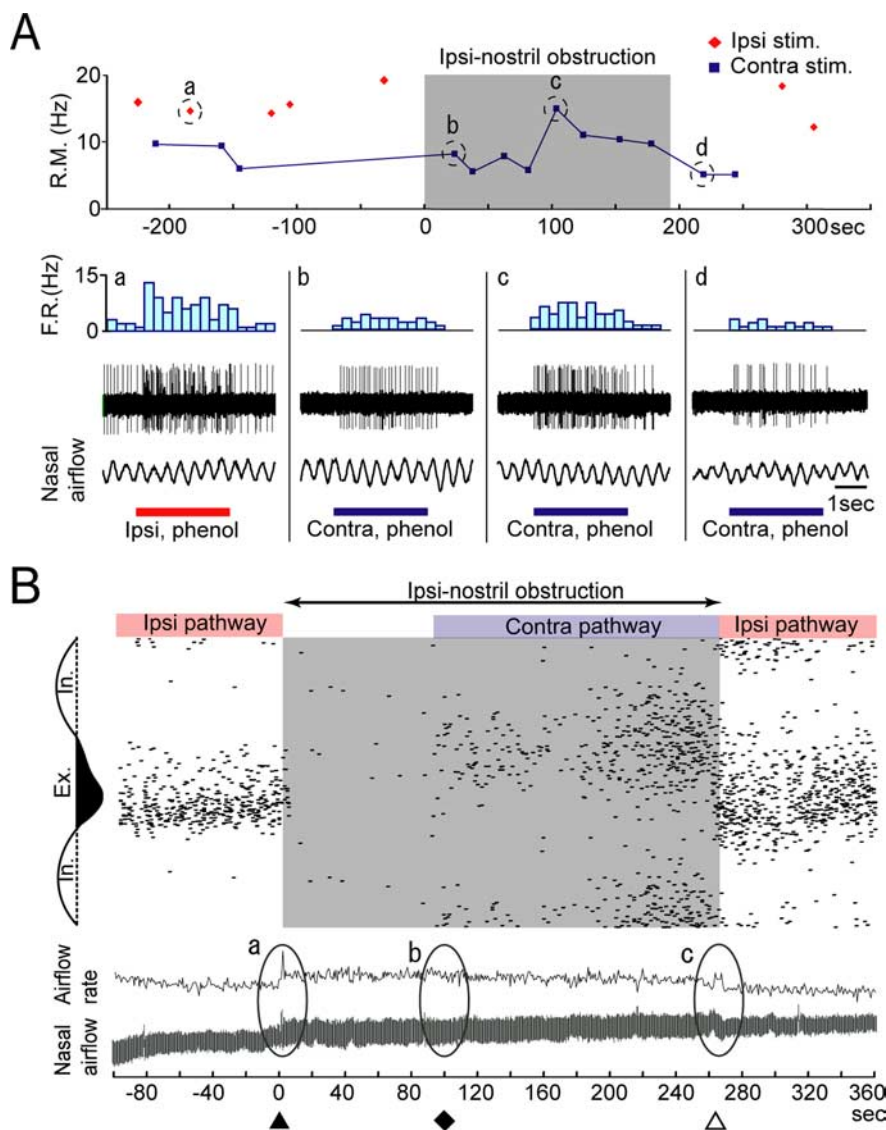 A
Ipsi-nostril obstruction
Ipsi stim.
Contra stim.
R.M. (Hz)
20
10
0
a
b
c
d
-200
-100
0
100
200
300sec
F.R.(Hz)
15
0
a
b
c
d
Nasal
airflow
1sec
Ipsi, phenol
Contra, phenol
Contra, phenol
Contra, phenol
B
Ipsi-nostril obstruction
Ipsi pathway
Contra pathway
Ipsi pathway
In.
Ex.
In.
a
b
c
Airflow
rate
Nasal
airflow
-80 -40 0 40 80 120 160 200 240 280 320 360
sec